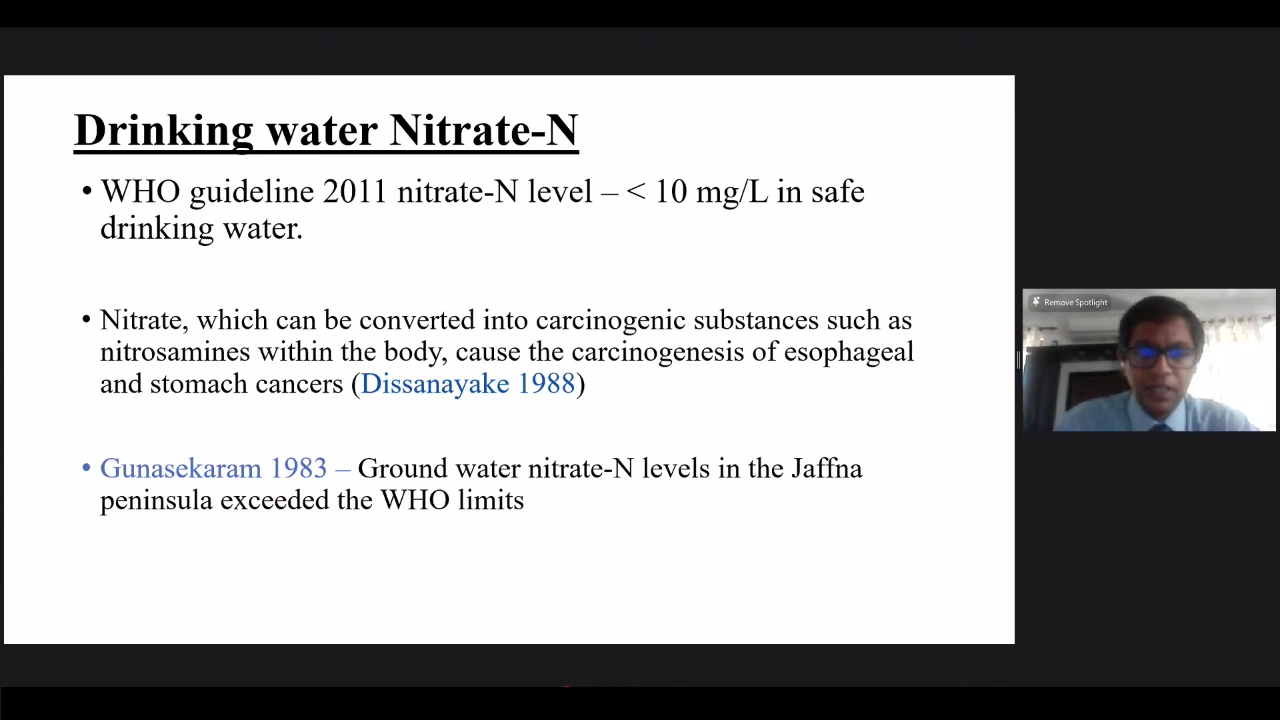 Drinking water Nitrate-N
• WHO guideline 2011 nitrate-N level – < 10 mg/L in safe
drinking water.
• Nitrate, which can be converted into carcinogenic substances such as
nitrosamines within the body, cause the carcinogenesis of esophageal
and stomach cancers (Dissanayake 1988)
• Gunasekaram 1983 – Ground water nitrate-N levels in the Jaffna
peninsula exceeded the WHO limits
Remove Spotlight